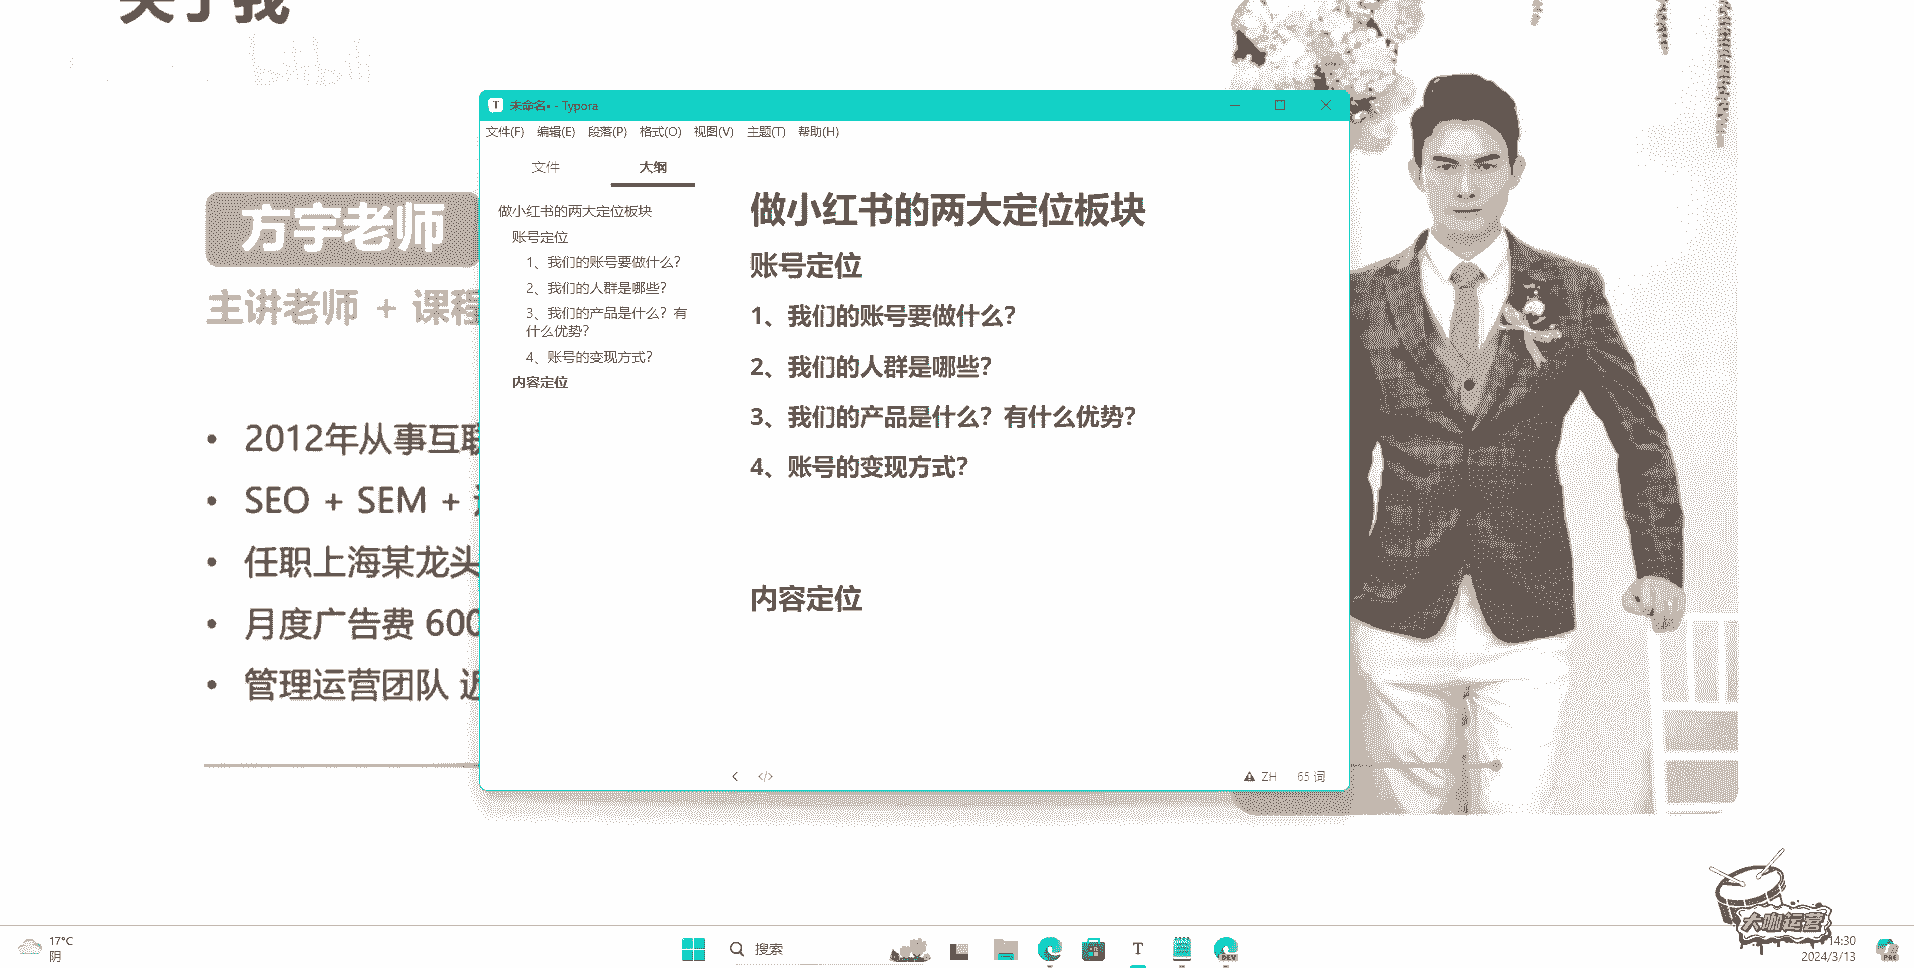 关于我
bilibili
方宇老师
主讲老师 + 课程
2012年从事互联
SEO + SEM +
任职上海某龙头
月度广告费 600
管理运营团队 近
T 未命名• - Typora
文件(F) 编辑(E) 段落(P) 格式(O) 视图(V) 主题(T) 帮助(H)
文件 大纲
做小红书的两大定位板块
账号定位
1、我们的账号要做什么？
2、我们的人群是哪些？
3、我们的产品是什么？有
什么优势？
4、账号的变现方式？
内容定位
做小红书的两大定位板块
账号定位
1、我们的账号要做什么？
2、我们的人群是哪些？
3、我们的产品是什么？有什么优势？
4、账号的变现方式？
内容定位
</> ZH 65 词
大咖运营
17°C
阴
搜索
T
DEV
14:30
2024/3/13
PRE